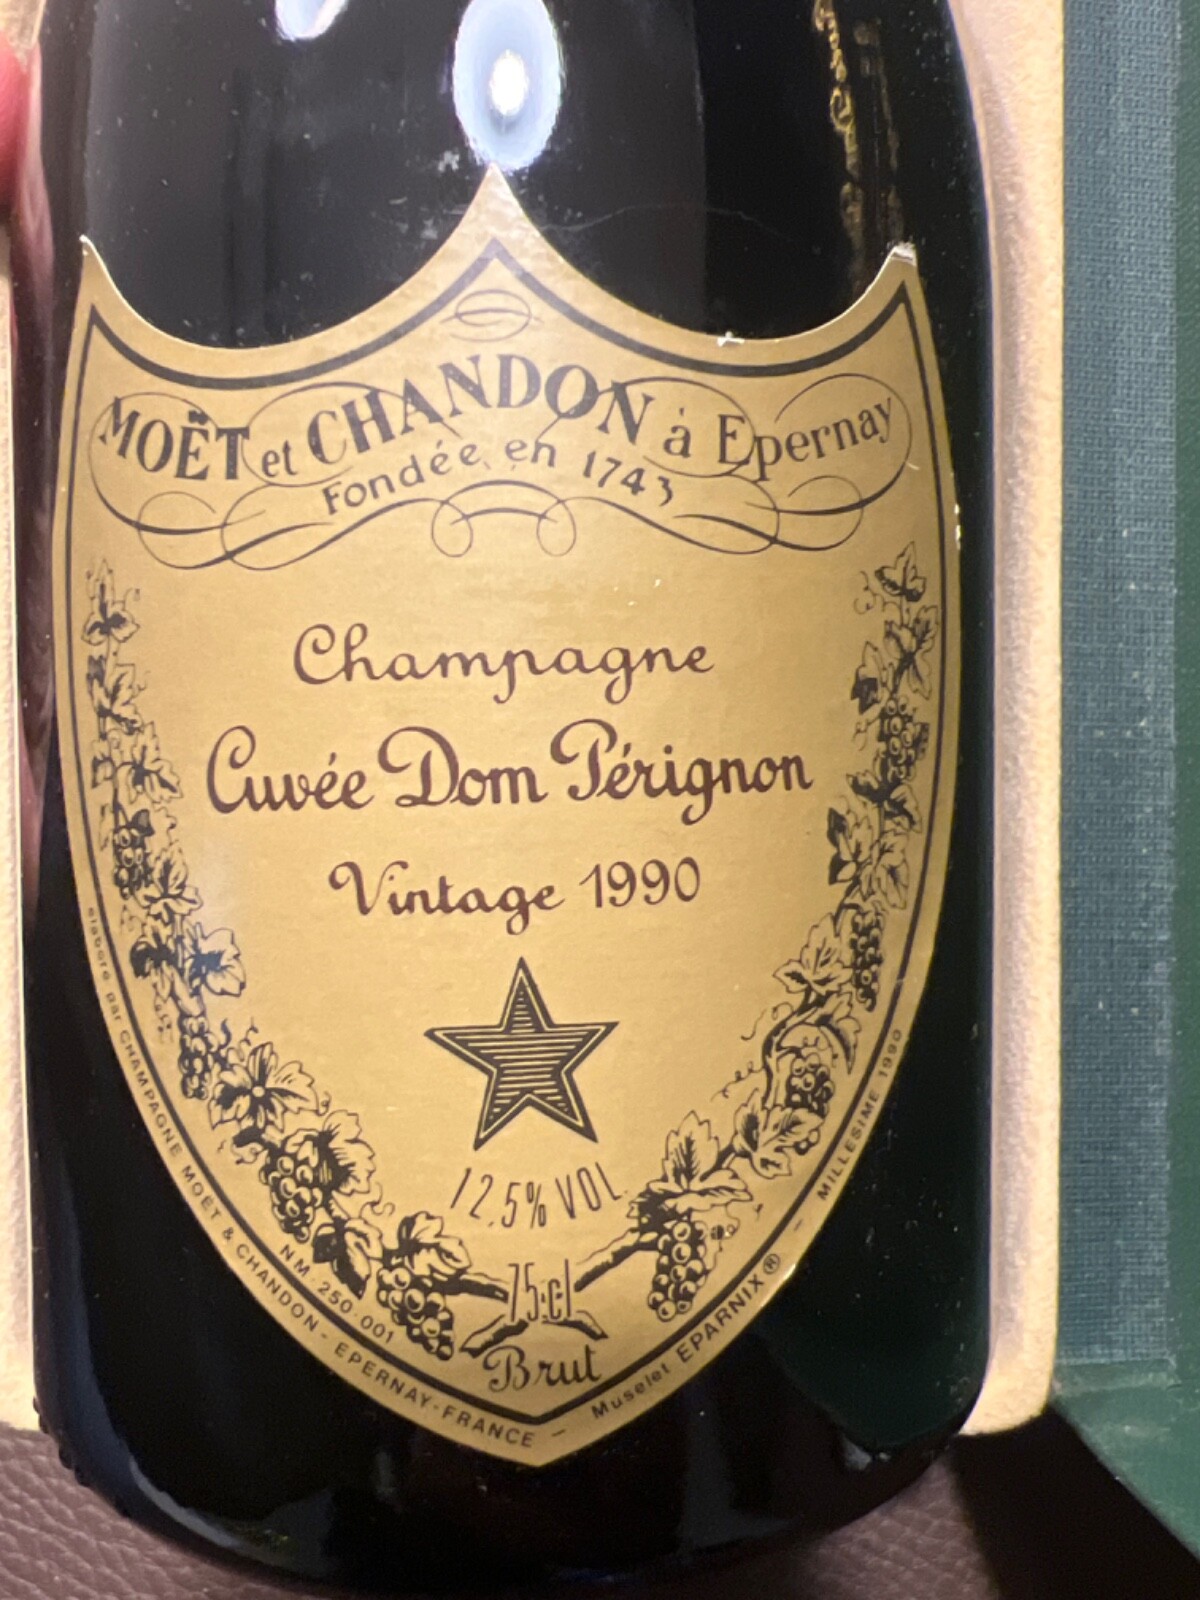 MOËT et CHANDON à Epernay
Fondée en 1743
Champagne
Cuvée Dom Pérignon
Vintage 1990
12,5% VOL
75cl
Brut
NM. 250.001
élaboré par CHAMPAGNE MOËT & CHANDON - EPERNAY-FRANCE - Muselet EPARNIX® - MILLESIME 1990